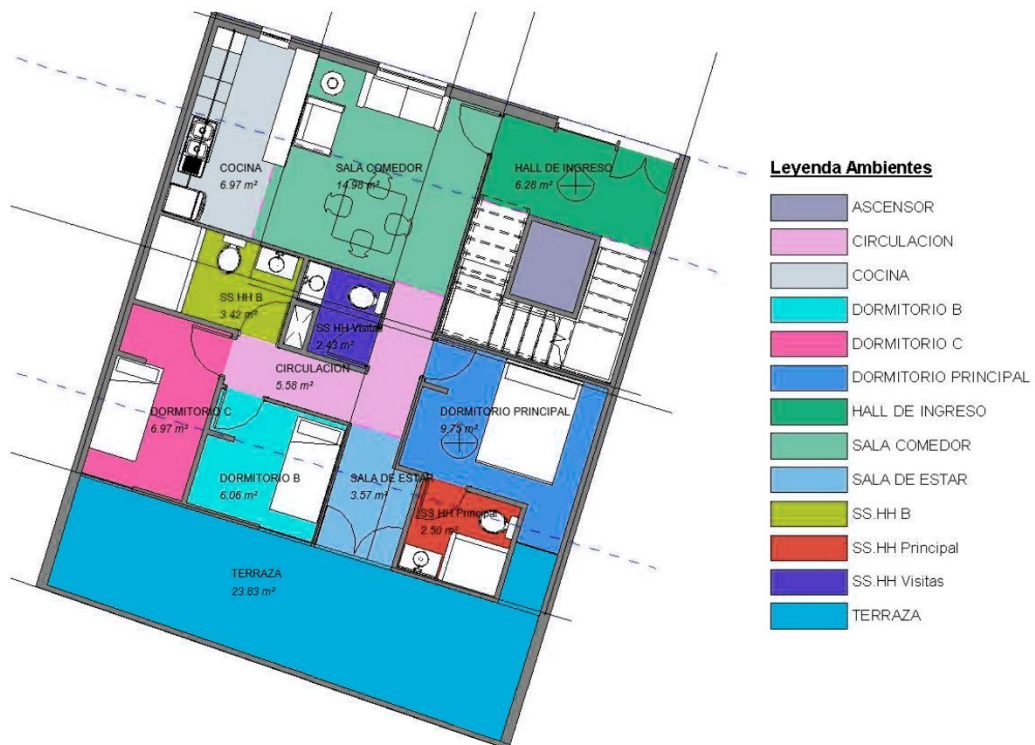 COCINA
6.97 m²
SALA COMEDOR
14.98 m²
HALL DE INGRESO
6.28 m²
SS.HH B
3.42 m²
SS.HH Visitas
2.43 m²
CIRCULACION
5.58 m²
DORMITORIO C
6.97 m²
DORMITORIO PRINCIPAL
9.75 m²
DORMITORIO B
6.06 m²
SALA DE ESTAR
3.57 m²
SS.HH Principal
2.50 m²
TERRAZA
23.83 m²
Leyenda Ambientes
ASCENSOR
CIRCULACION
COCINA
DORMITORIO B
DORMITORIO C
DORMITORIO PRINCIPAL
HALL DE INGRESO
SALA COMEDOR
SALA DE ESTAR
SS.HH B
SS.HH Principal
SS.HH Visitas
TERRAZA